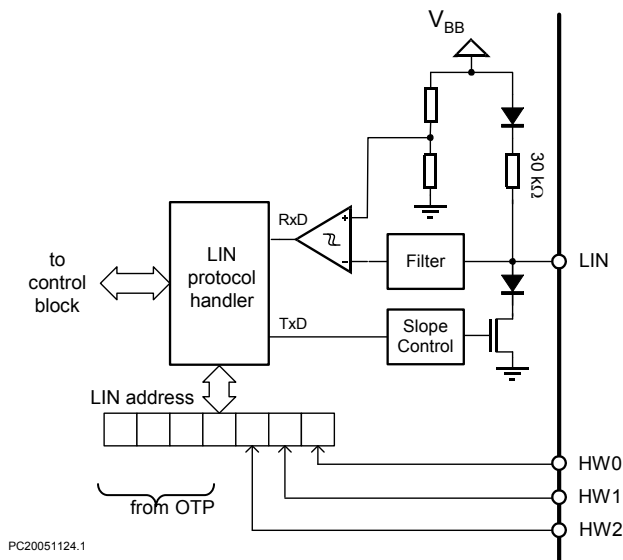 VBB
30 kΩ
RxD
+
-
LIN
protocol
handler
to
control
block
Filter
LIN
TxD
Slope
Control
LIN address
HW0
HW1
HW2
from OTP
PC20051124.1